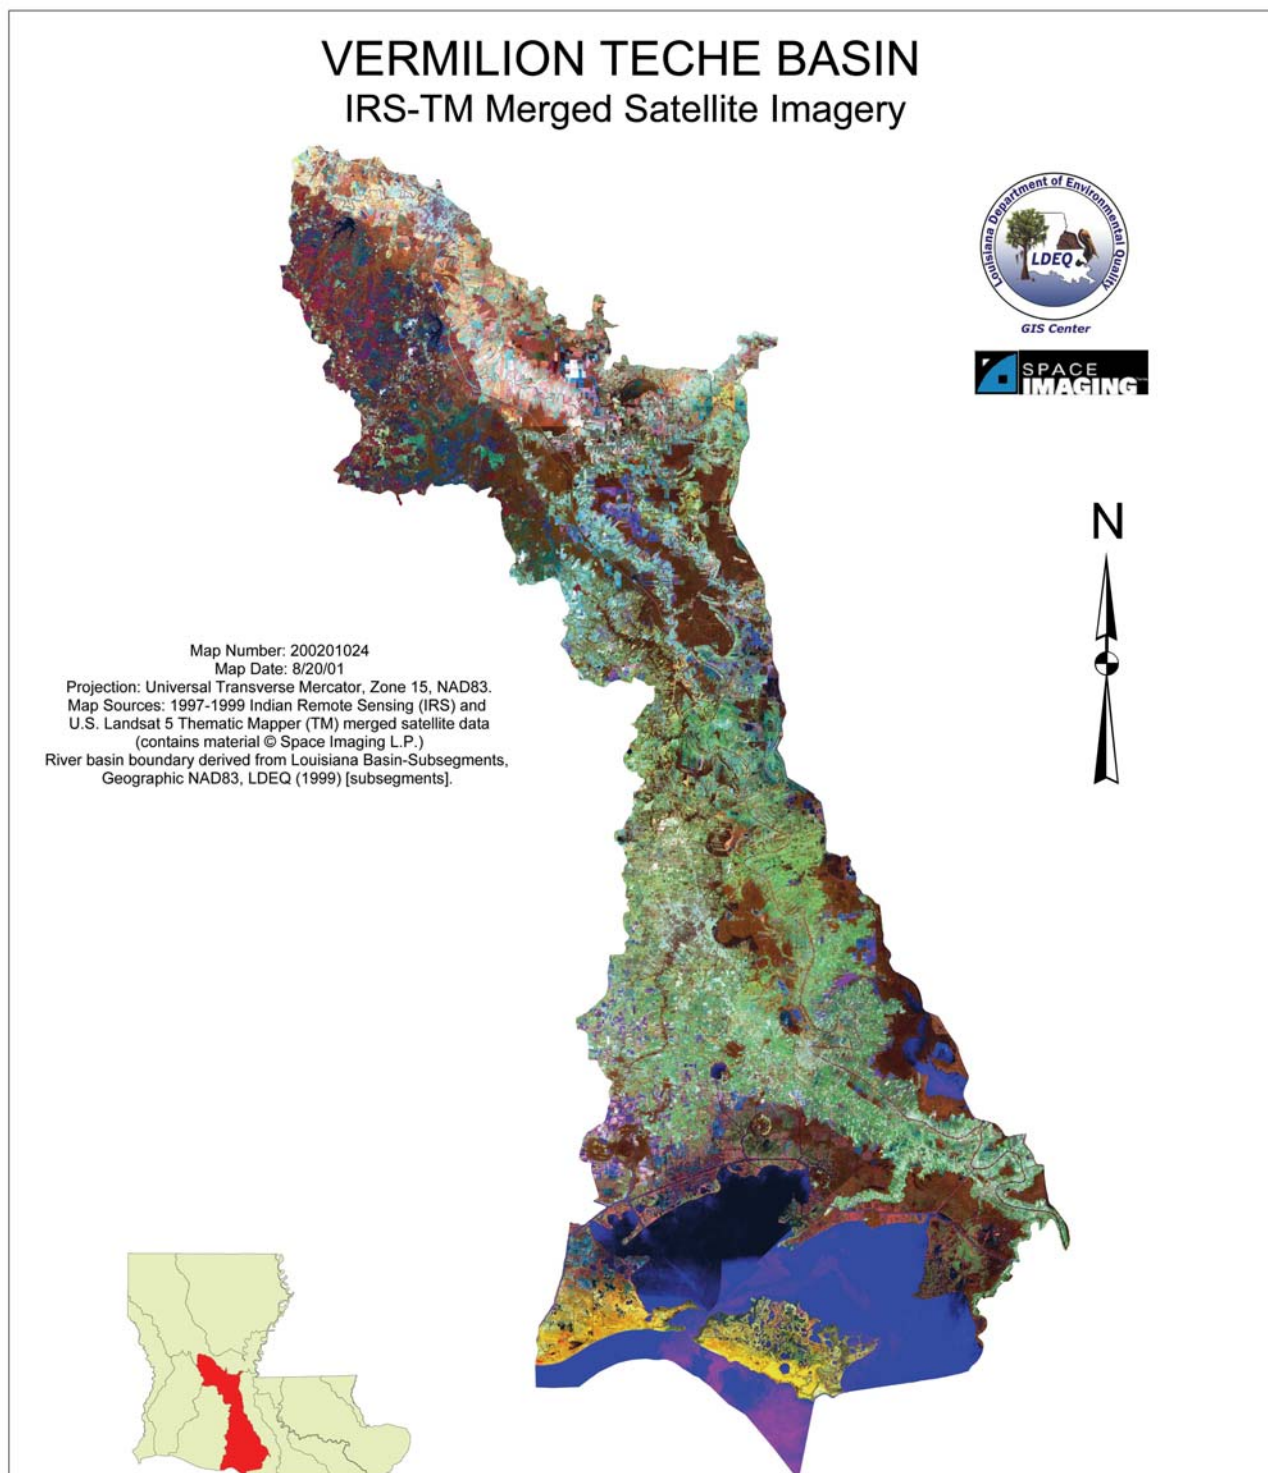 VERMILION TECHE BASIN
IRS-TM Merged Satellite Imagery
Louisiana Department of Environmental Quality
LDEQ
GIS Center
SPACE
IMAGING
N
Map Number: 200201024
Map Date: 8/20/01
Projection: Universal Transverse Mercator, Zone 15, NAD83.
Map Sources: 1997-1999 Indian Remote Sensing (IRS) and
U.S. Landsat 5 Thematic Mapper (TM) merged satellite data
(contains material © Space Imaging L.P.)
River basin boundary derived from Louisiana Basin-Subsegments,
Geographic NAD83, LDEQ (1999) [subsegments].